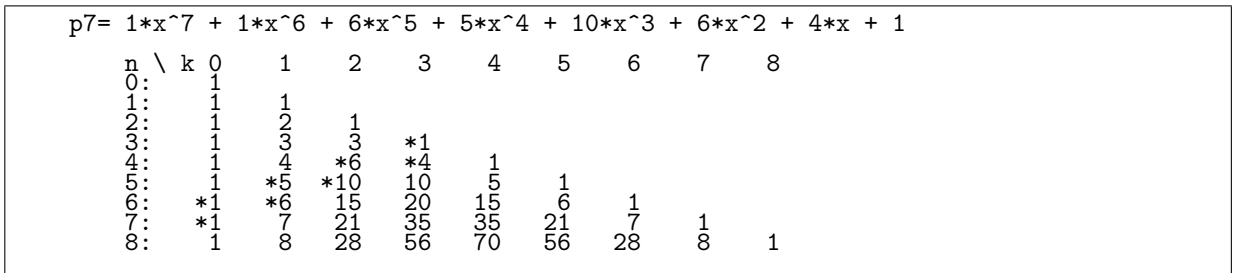 p7= 1*x^7 + 1*x^6 + 6*x^5 + 5*x^4 + 10*x^3 + 6*x^2 + 4*x + 1
n \ k 0 1 2 3 4 5 6 7 8
0: 1
1: 1 1
2: 1 2 1
3: 1 3 3 *1
4: 1 4 *6 *4 1
5: 1 *5 *10 10 5 1
6: *1 *6 15 20 15 6 1
7: *1 7 21 35 35 21 7 1
8: 1 8 28 56 70 56 28 8 1